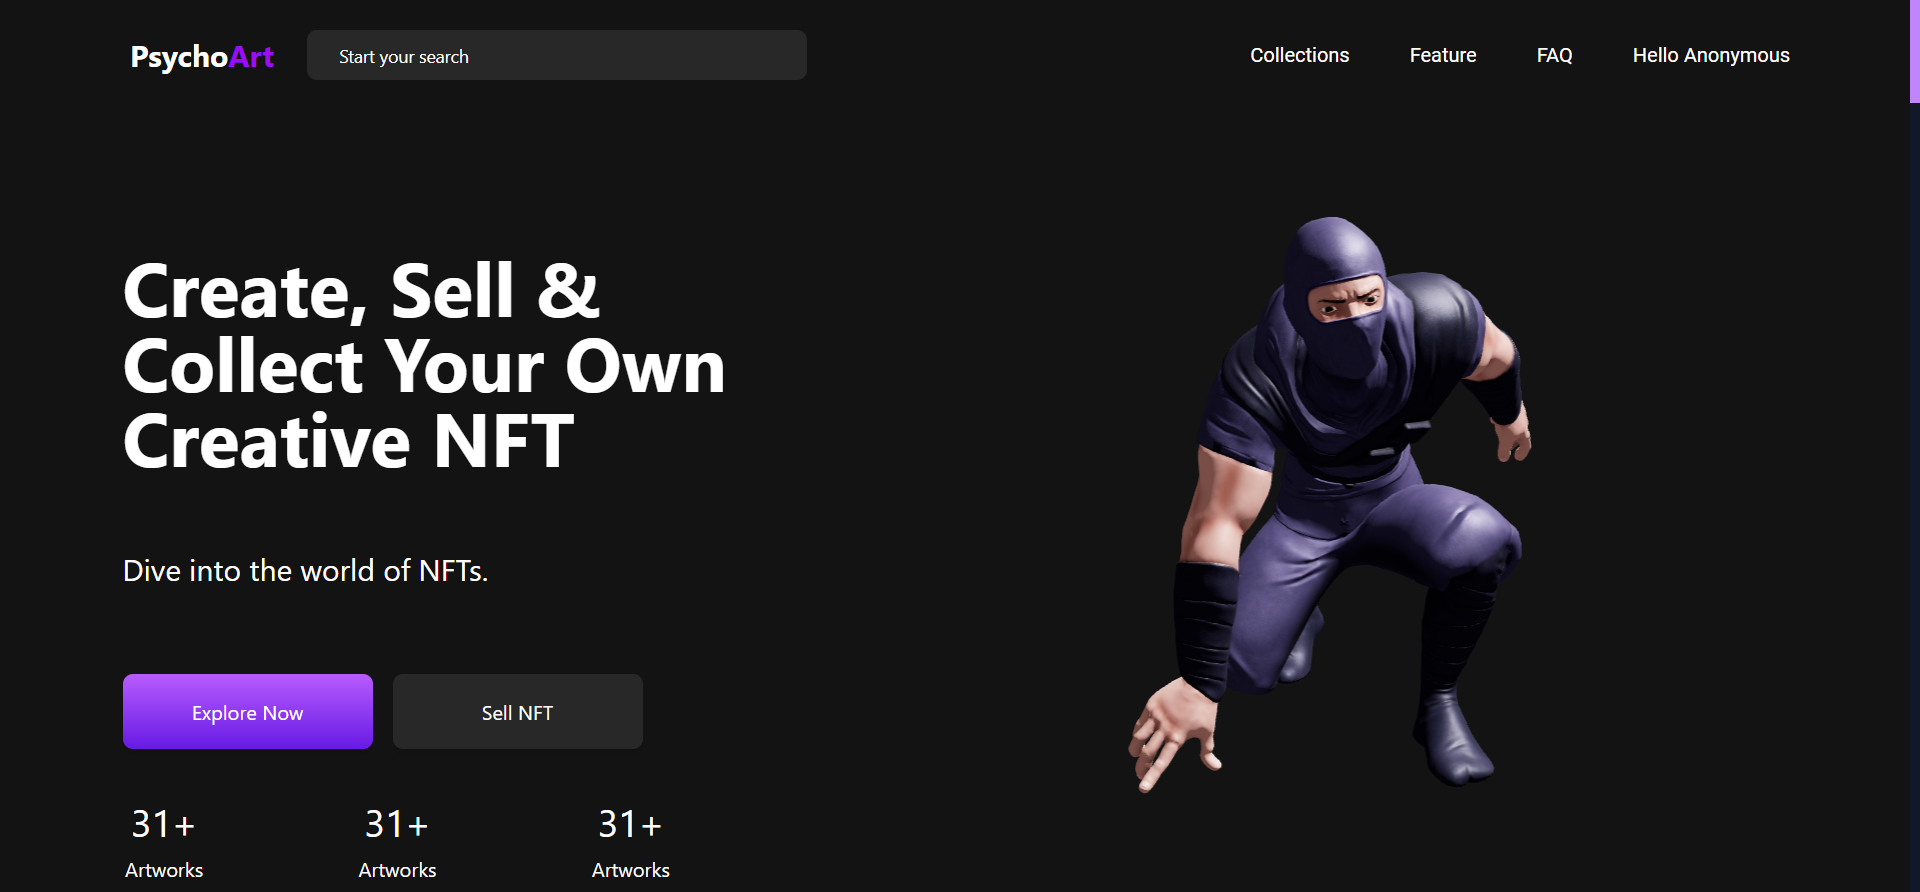 PsychoArt
Start your search
Collections
Feature
FAQ
Hello Anonymous
Create, Sell &
Collect Your Own
Creative NFT
Dive into the world of NFTs.
Explore Now
Sell NFT
31+
31+
31+
Artworks
Artworks
Artworks